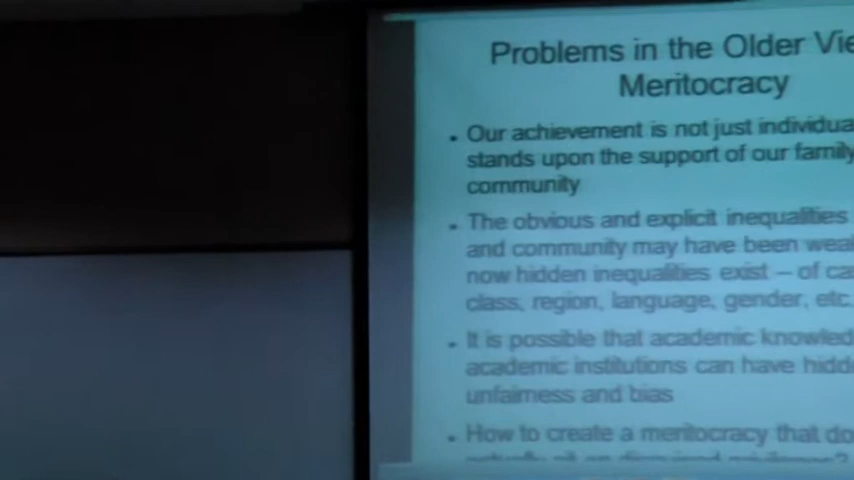 Problems in the Older Vie
Meritocracy
• Our achievement is not just individua
stands upon the support of our family
community
• The obvious and explicit inequalities
and community may have been weak
now hidden inequalities exist – of ca
class, region, language, gender, etc.
• It is possible that academic knowled
academic institutions can have hidd
unfairness and bias
• How to create a meritocracy that do